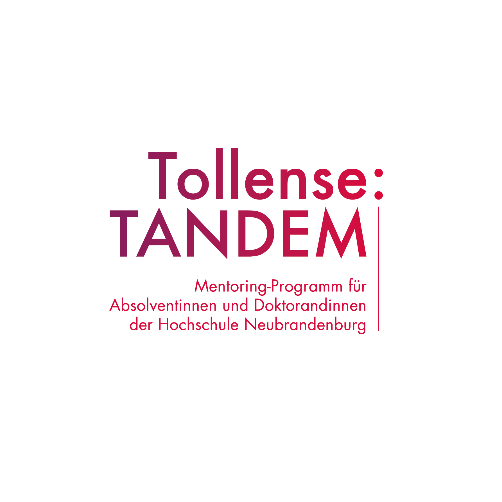 Tollense:
TANDEM
Mentoring-Programm für
Absolventinnen und Doktorandinnen
der Hochschule Neubrandenburg